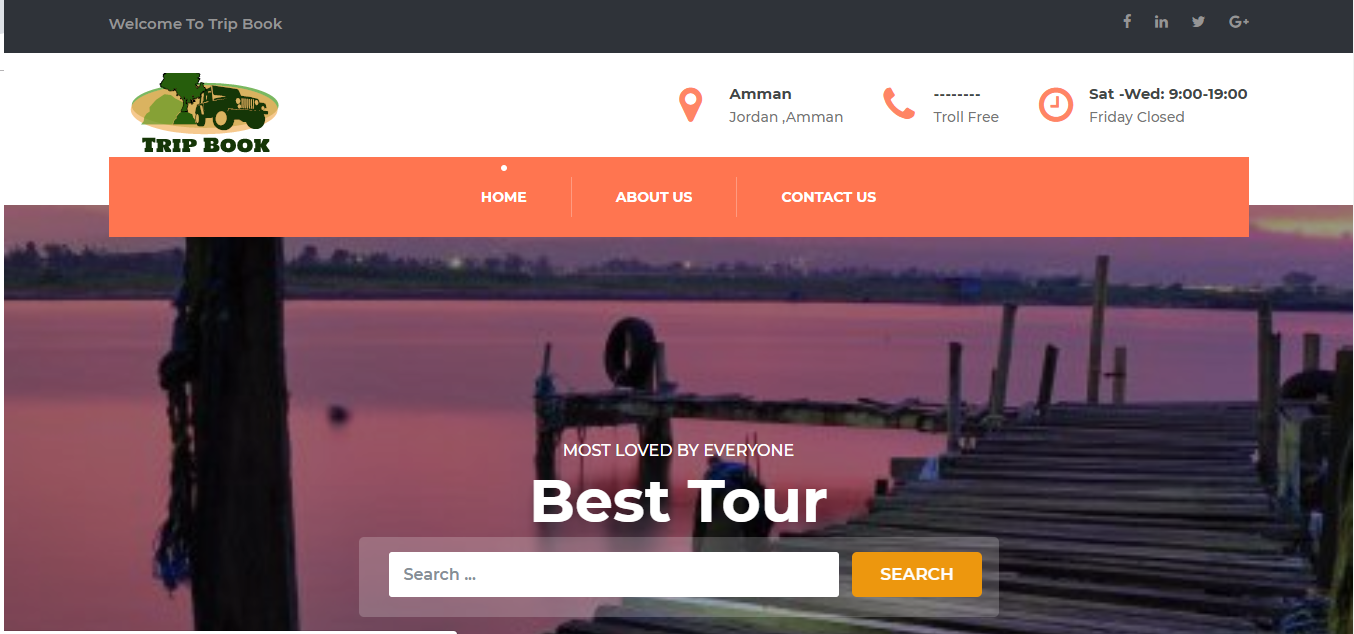 Welcome To Trip Book
TRIP BOOK
Amman
Jordan ,Amman
--------
Troll Free
Sat -Wed: 9:00-19:00
Friday Closed
HOME
ABOUT US
CONTACT US
MOST LOVED BY EVERYONE
Best Tour
Search ...
SEARCH